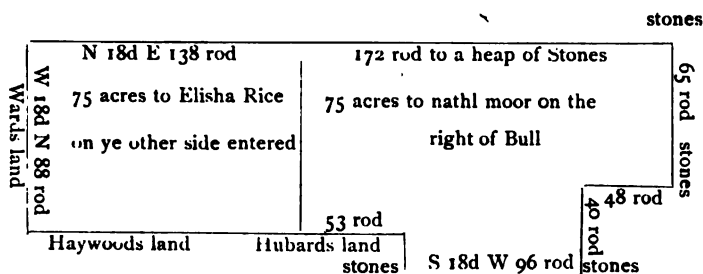 stones
N 18d E 138 rod
172 rod to a heap of Stones
Wards land
W 18d N 88 rod
75 acres to Elisha Rice
on ye other side entered
75 acres to nathl moor on the
right of Bull
65 rod stones
48 rod
40 rod
53 rod
Haywoods land
Hubards land
stones
S 18d W 96 rod
stones